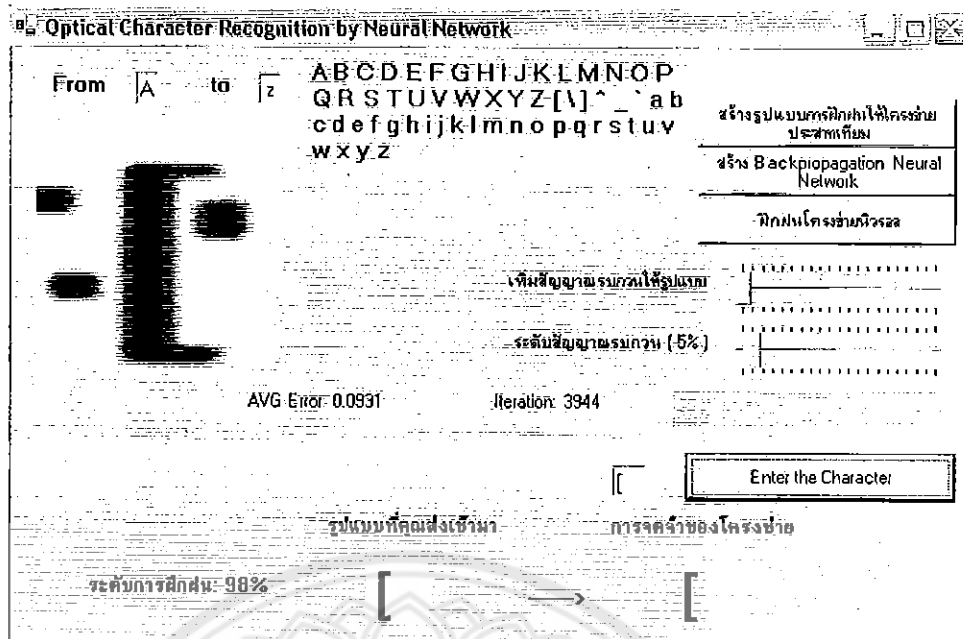 Optical Character Recognition by Neural Network
From A to z
ABCDEFGHIJKLMNOP
QRSTUVWXYZ[\]^_`ab
cdefghijklmnopqrstuv
wxyz
สร้างรูปแบบการฝึกฝนให้โครงข่าย
ประสาทเทียม
สร้าง Backpropagation Neural
Network
ฝึกฝนโครงข่ายนิวรอล
[
เพิ่มสัญญาณรบกวนให้รูปแบบ
ระดับสัญญาณรบกวน ( 5% )
AVG Error: 0.0931
Iteration: 3944
[
Enter the Character
รูปแบบที่คุณส่งเข้ามา
การจดจำของโครงข่าย
ระดับการฝึกฝน: 98%
[ → [